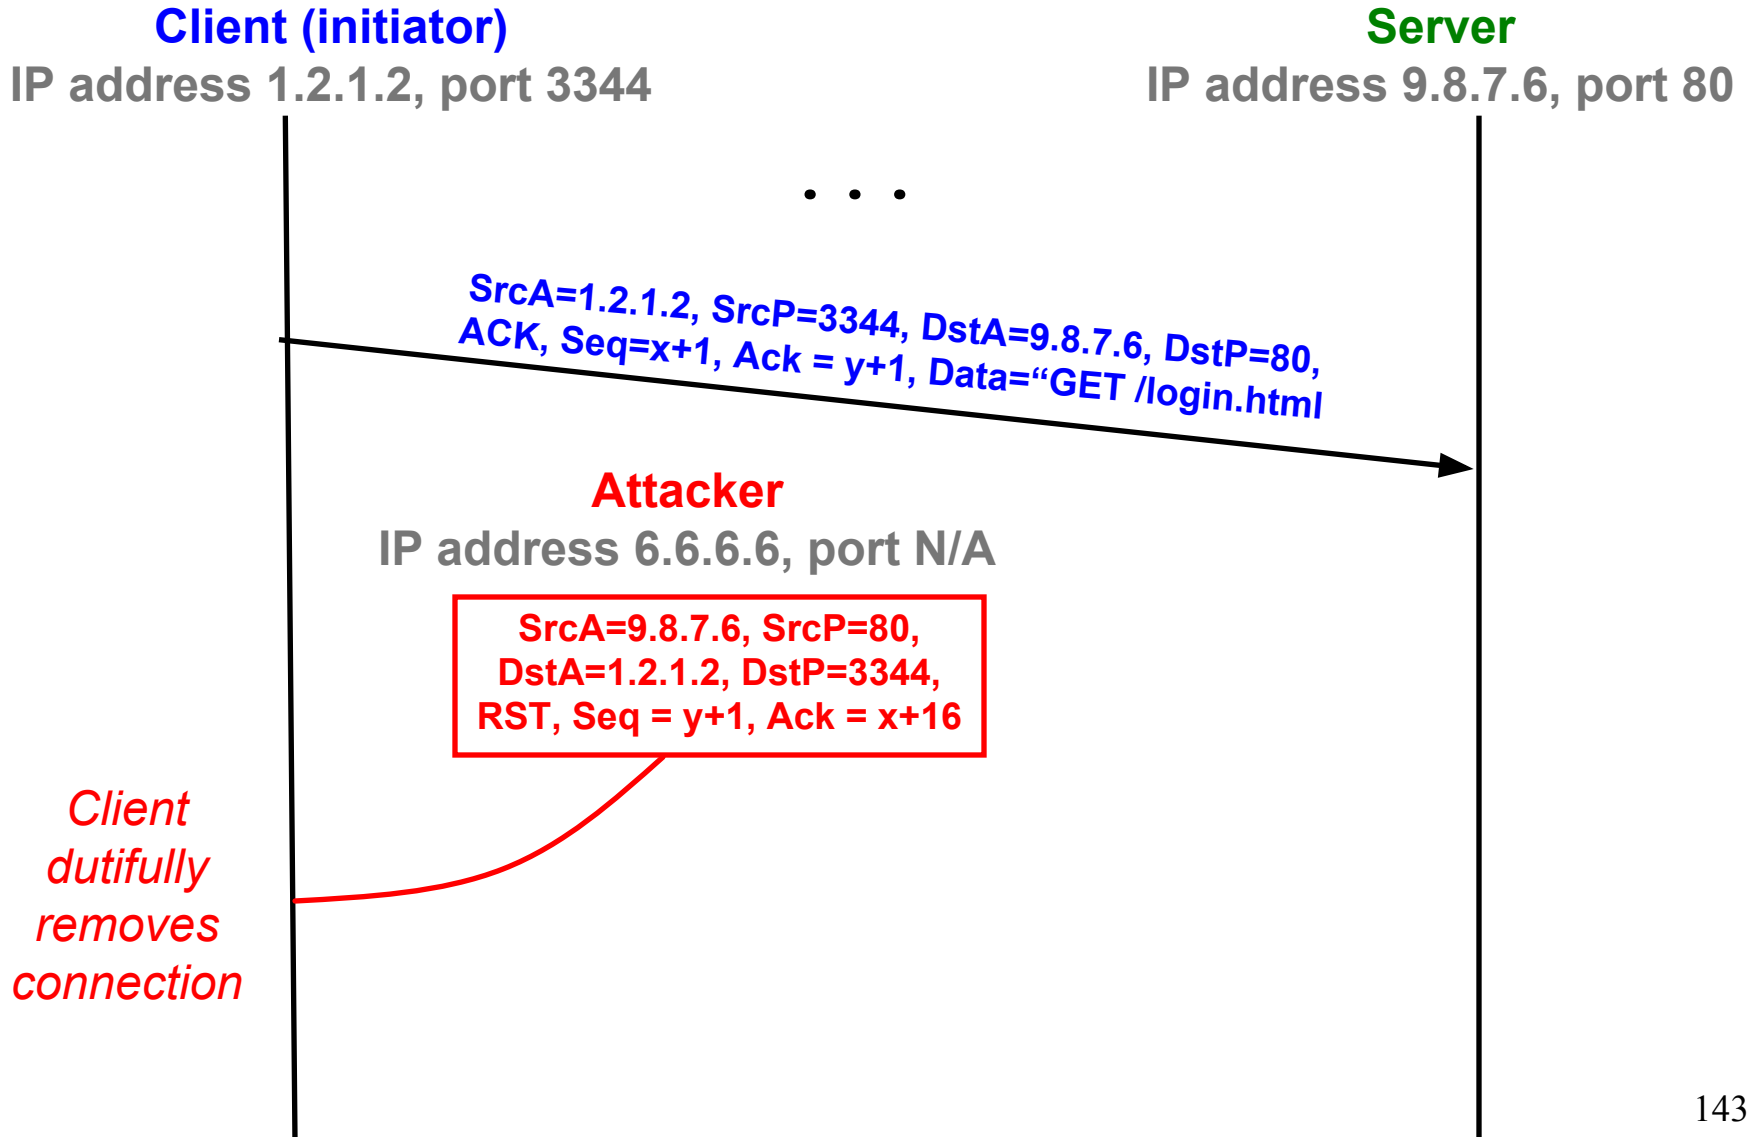 Client (initiator)
IP address 1.2.1.2, port 3344
Server
IP address 9.8.7.6, port 80
. . .
SrcA=1.2.1.2, SrcP=3344, DstA=9.8.7.6, DstP=80,
ACK, Seq=x+1, Ack = y+1, Data=“GET /login.html
Attacker
IP address 6.6.6.6, port N/A
SrcA=9.8.7.6, SrcP=80,
DstA=1.2.1.2, DstP=3344,
RST, Seq = y+1, Ack = x+16
Client
dutifully
removes
connection
143